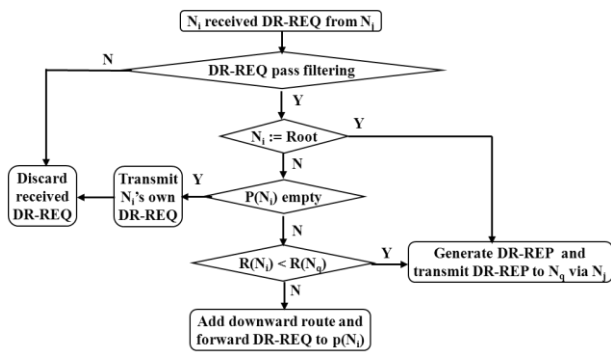 Nᵢ received DR-REQ from Nⱼ
N
DR-REQ pass filtering
Y
Nᵢ := Root
Y
N
Discard
received
DR-REQ
Transmit
Nᵢ's own
DR-REQ
Y
P(Nᵢ) empty
N
R(Nᵢ) < R(N_q)
Y
Generate DR-REP and
transmit DR-REP to N_q via Nⱼ
N
Add downward route and
forward DR-REQ to p(Nᵢ)